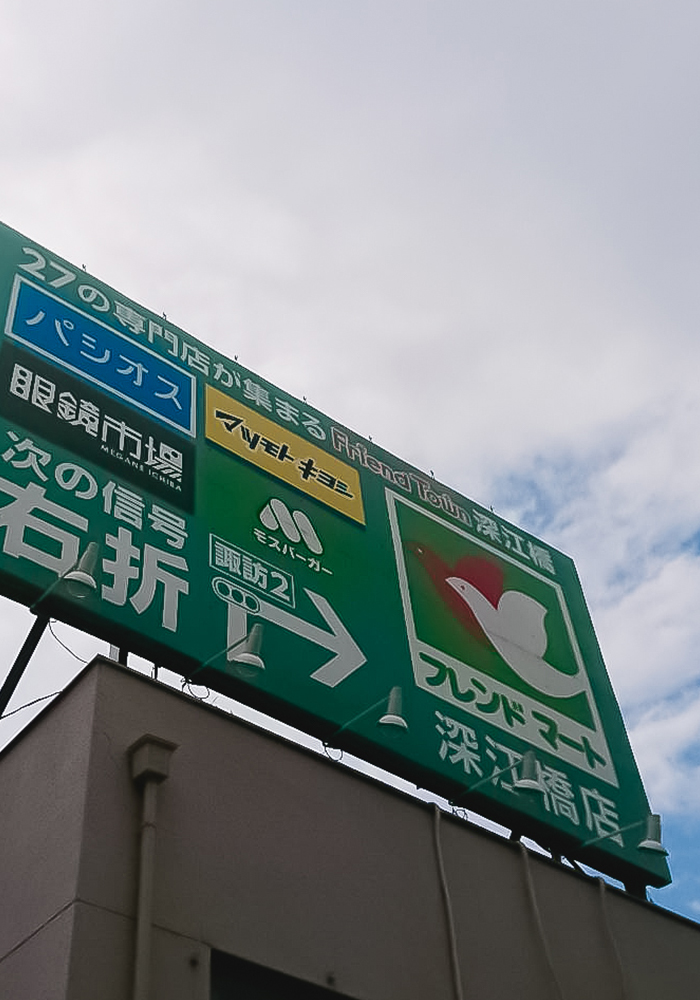 27の専門店が集まる Friend Town 深江橋
パシオス
眼鏡市場
MEGANE ICHIBA
マツモトキヨシ
モスバーガー
次の信号
右折
諏訪2
フレンドマート
深江橋店